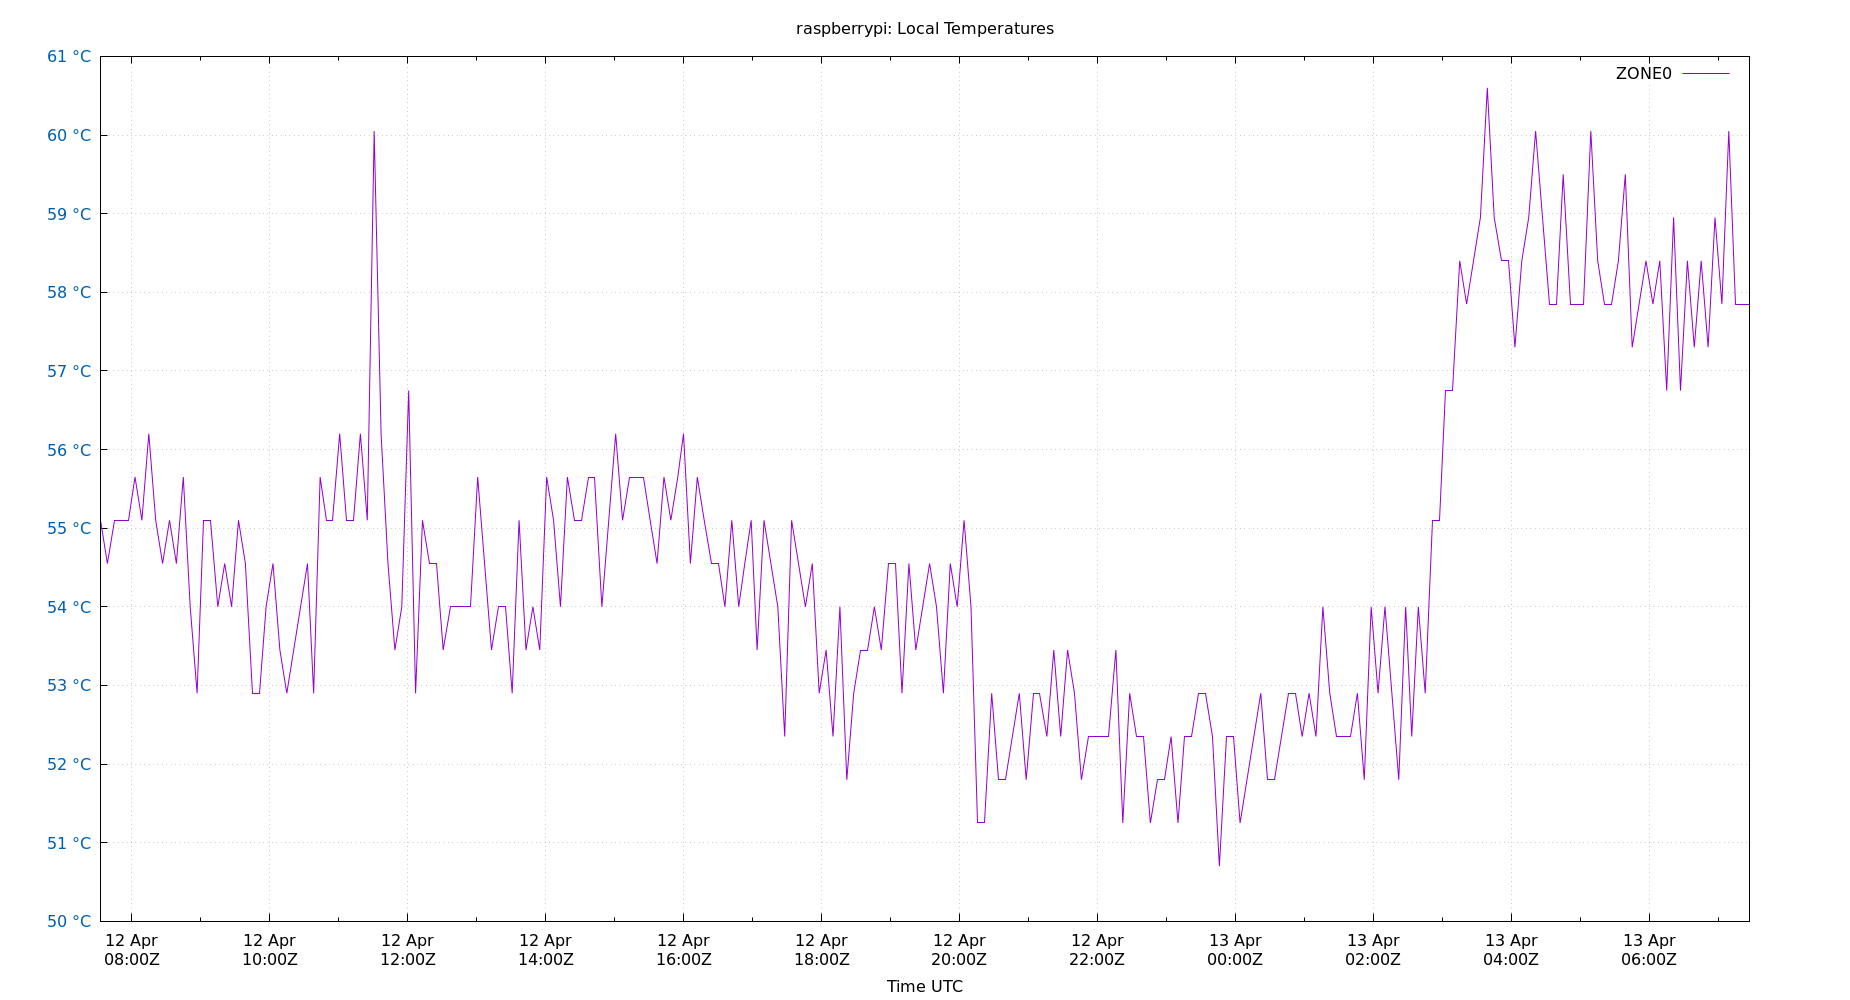 raspberrypi: Local Temperatures
ZONE0
61 °C
60 °C
59 °C
58 °C
57 °C
56 °C
55 °C
54 °C
53 °C
52 °C
51 °C
50 °C
12 Apr
08:00Z
12 Apr
10:00Z
12 Apr
12:00Z
12 Apr
14:00Z
12 Apr
16:00Z
12 Apr
18:00Z
12 Apr
20:00Z
12 Apr
22:00Z
13 Apr
00:00Z
13 Apr
02:00Z
13 Apr
04:00Z
13 Apr
06:00Z
Time UTC